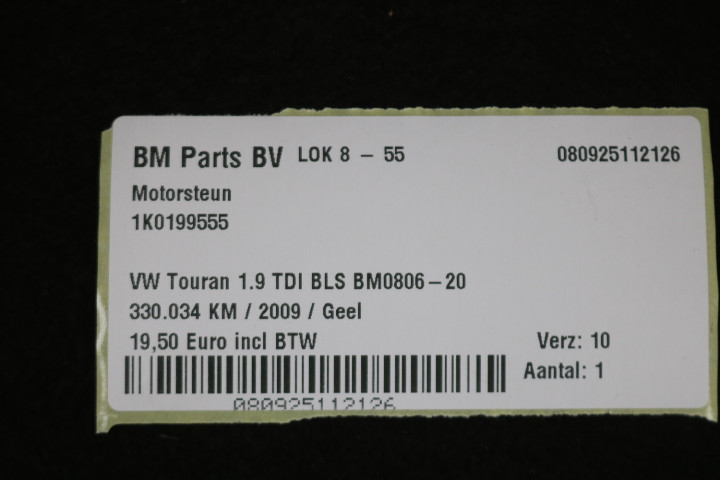 BM Parts BV LOK 8 – 55 080925112126
Motorsteun
1K0199555
VW Touran 1.9 TDI BLS BM0806–20
330.034 KM / 2009 / Geel
19,50 Euro incl BTW Verz: 10
Aantal: 1
080925112126